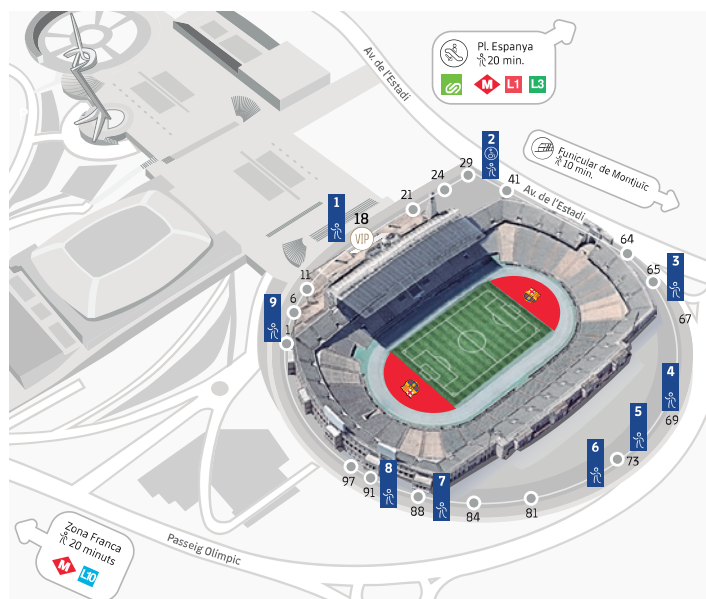 Pl. Espanya
20 min.
M L1 L3
Av. de l'Estadi
Funicular de Montjuïc
10 min.
Av. de l'Estadi
2
29
24
41
1
21
18
VIP
64
11
65
3
6
9
67
1
4
5
69
6
73
8
97
91
7
88
84
81
Zona Franca
20 minuts
M L10
Passeig Olímpic